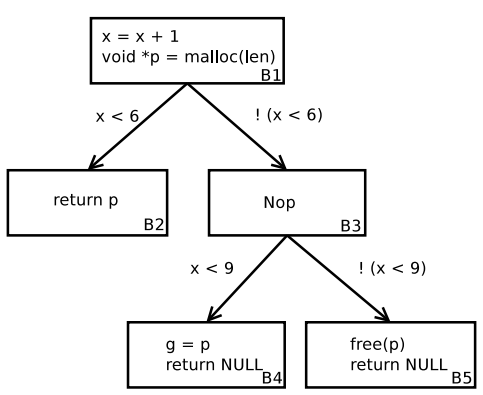 x = x + 1
void *p = malloc(len)
B1
x < 6
! (x < 6)
return p
B2
Nop
B3
x < 9
! (x < 9)
g = p
return NULL
B4
free(p)
return NULL
B5